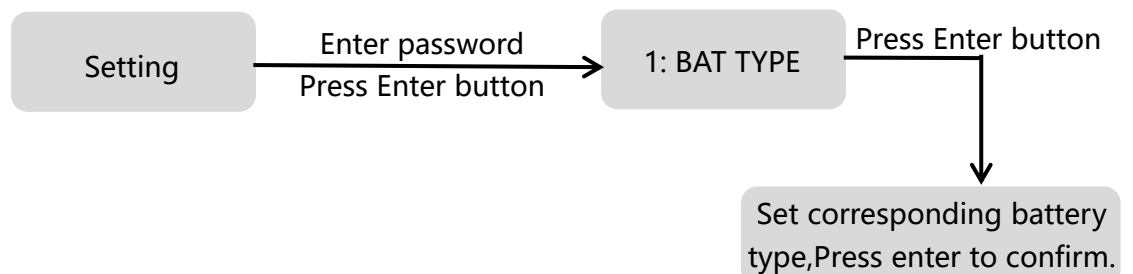 Setting
Enter password
Press Enter button
1: BAT TYPE
Press Enter button
Set corresponding battery
type,Press enter to confirm.